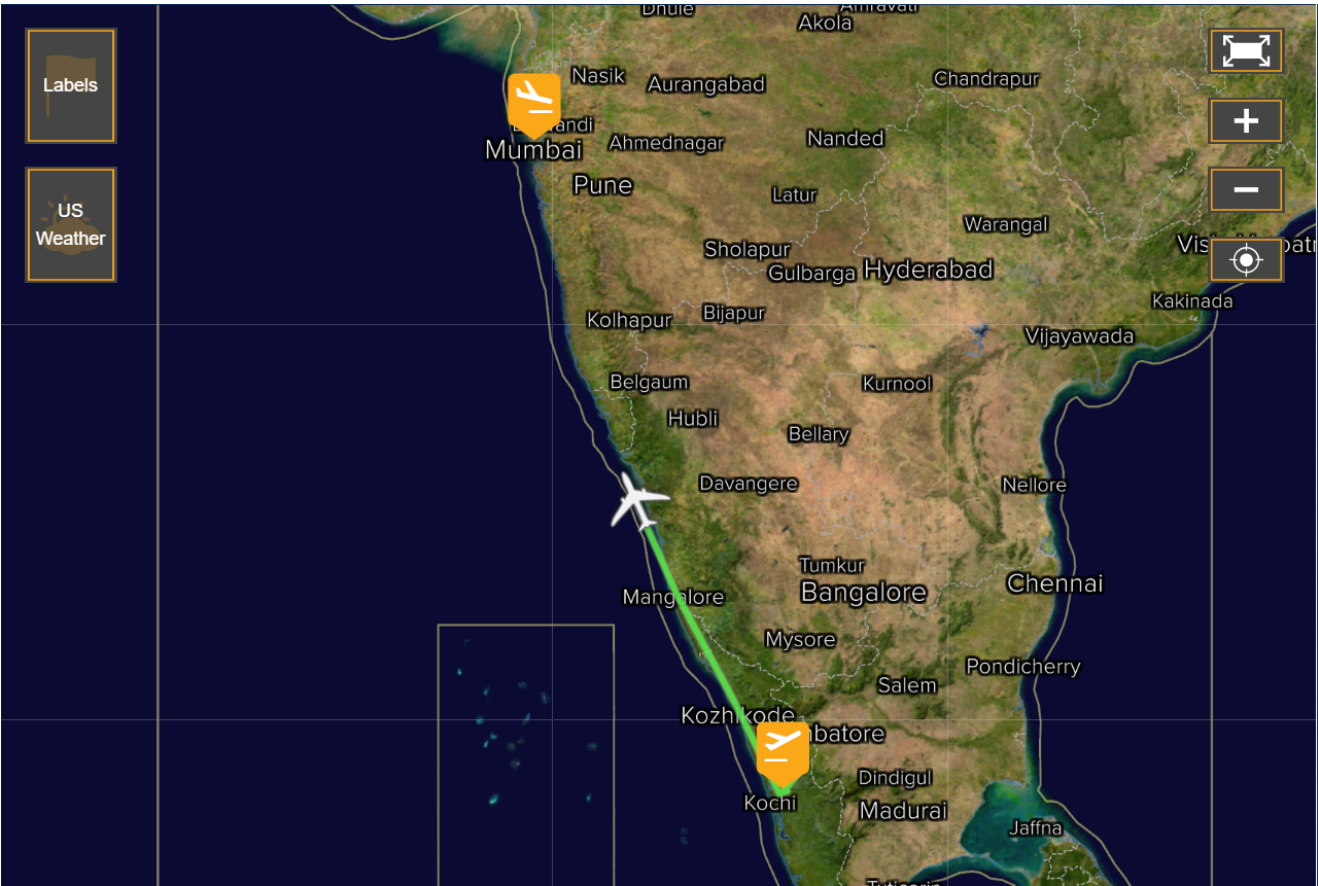 Dhule
Amravati
Akola
Labels
Nasik
Aurangabad
Chandrapur
Mumbai
Ahmednagar
Nanded
Pune
Latur
US
Weather
Warangal
Sholapur
Gulbarga
Hyderabad
Kakinada
Kolhapur
Bijapur
Vijayawada
Belgaum
Kurnool
Hubli
Bellary
Davangere
Nellore
Tumkur
Bangalore
Chennai
Mangalore
Mysore
Pondicherry
Salem
Kozhikode
mbatore
Dindigul
Kochi
Madurai
Jaffna
Tuticorin